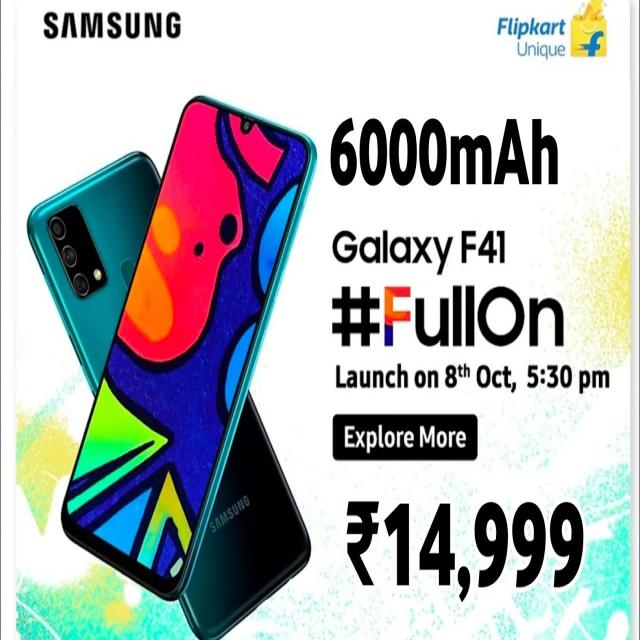 SAMSUNG
Flipkart
Unique
6000mAh
Galaxy F41
#FullOn
Launch on 8th Oct, 5:30 pm
Explore More
₹14,999
SAMSUNG